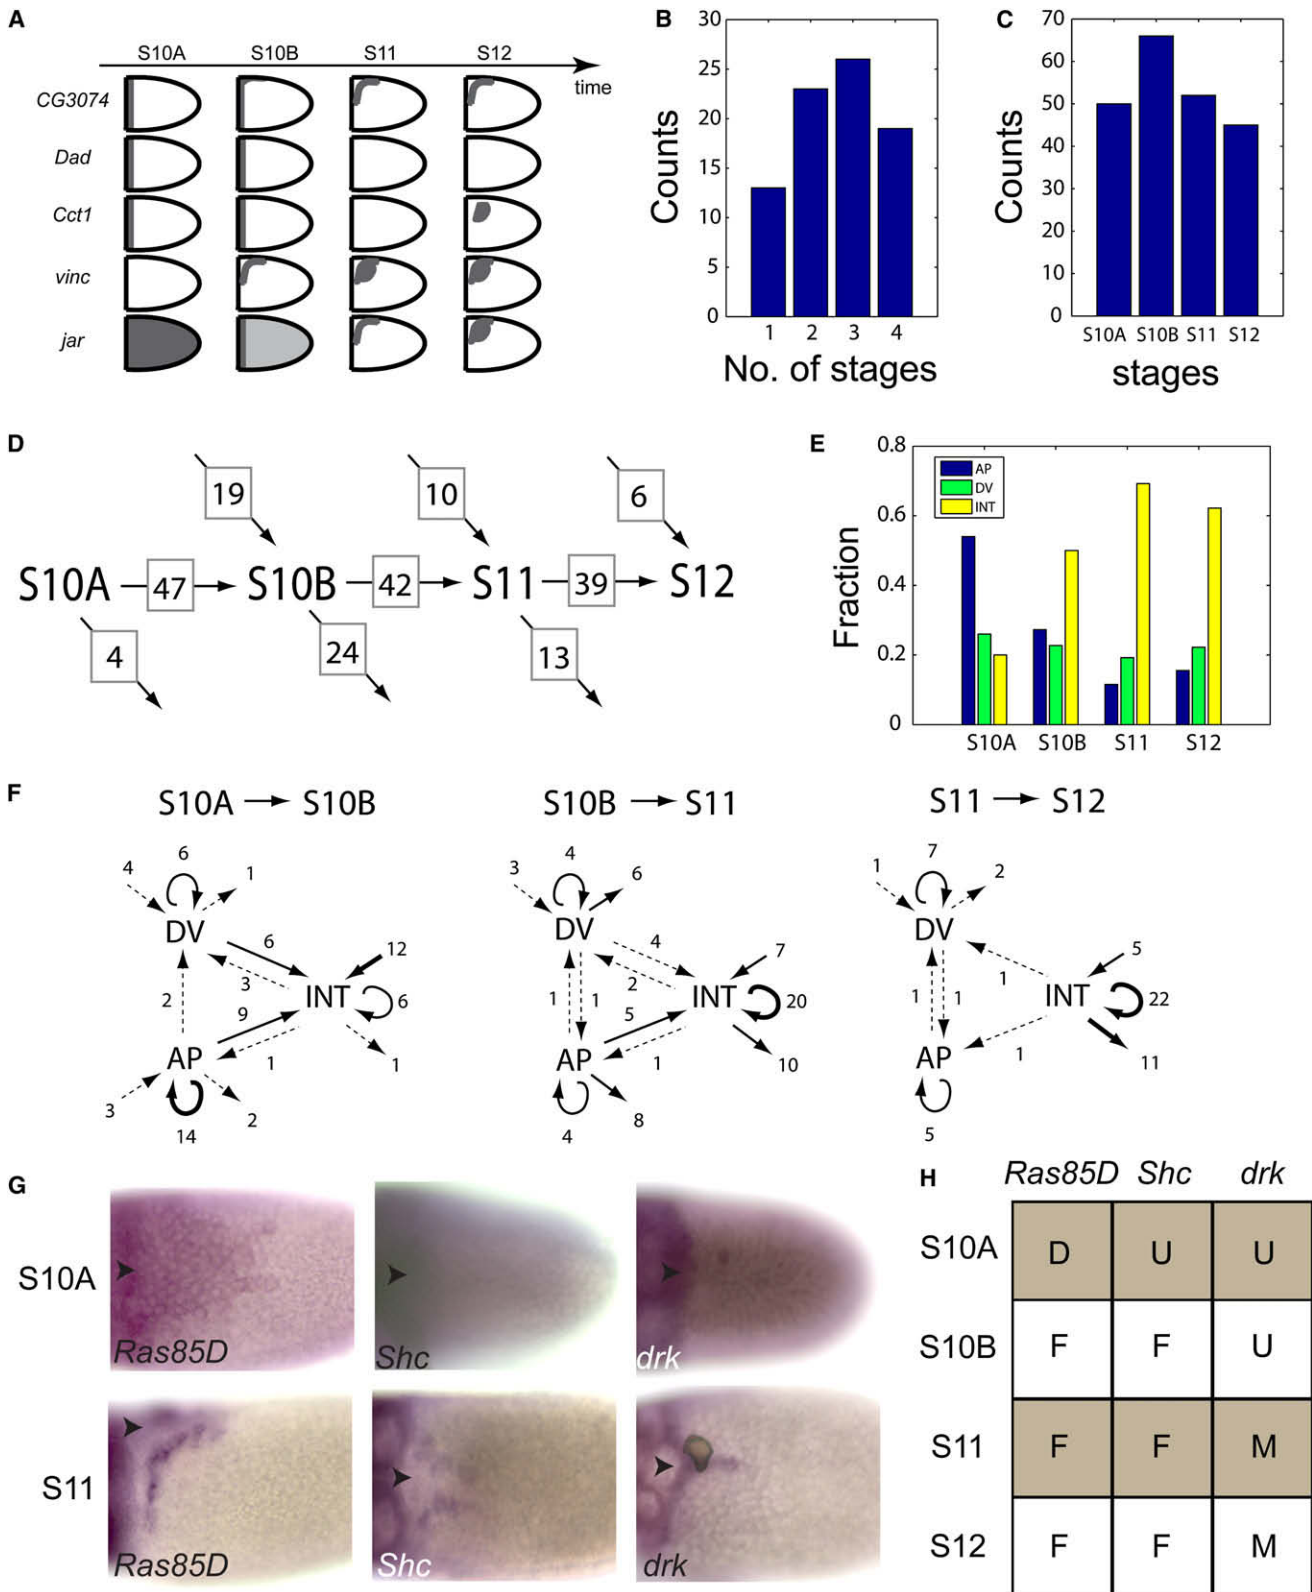 A
S10A S10B S11 S12
time
CG3074
Dad
Cct1
vinc
jar
B
30
25
20
15
10
5
0
Counts
1 2 3 4
No. of stages
C
70
60
50
40
30
20
10
0
Counts
S10A S10B S11 S12
stages
D
19 10 6
S10A 47 S10B 42 S11 39 S12
4 24 13
E
0.8
0.6
0.4
0.2
0
Fraction
AP
DV
INT
S10A S10B S11 S12
F
S10A S10B
6
4 1
DV
6 12
3
2 INT 6
9
AP 1 1
3 2
14
S10B S11
4
3 6
DV
4 7
2
1 1 INT 20
5
AP 1 10
8
4
S11 S12
7
1 2
DV
5
1
1 1 INT 22
AP 1 11
5
G
S10A
Ras85D Shc drk
S11
Ras85D Shc drk
H
Ras85D Shc drk
S10A D U U
S10B F F U
S11 F F M
S12 F F M